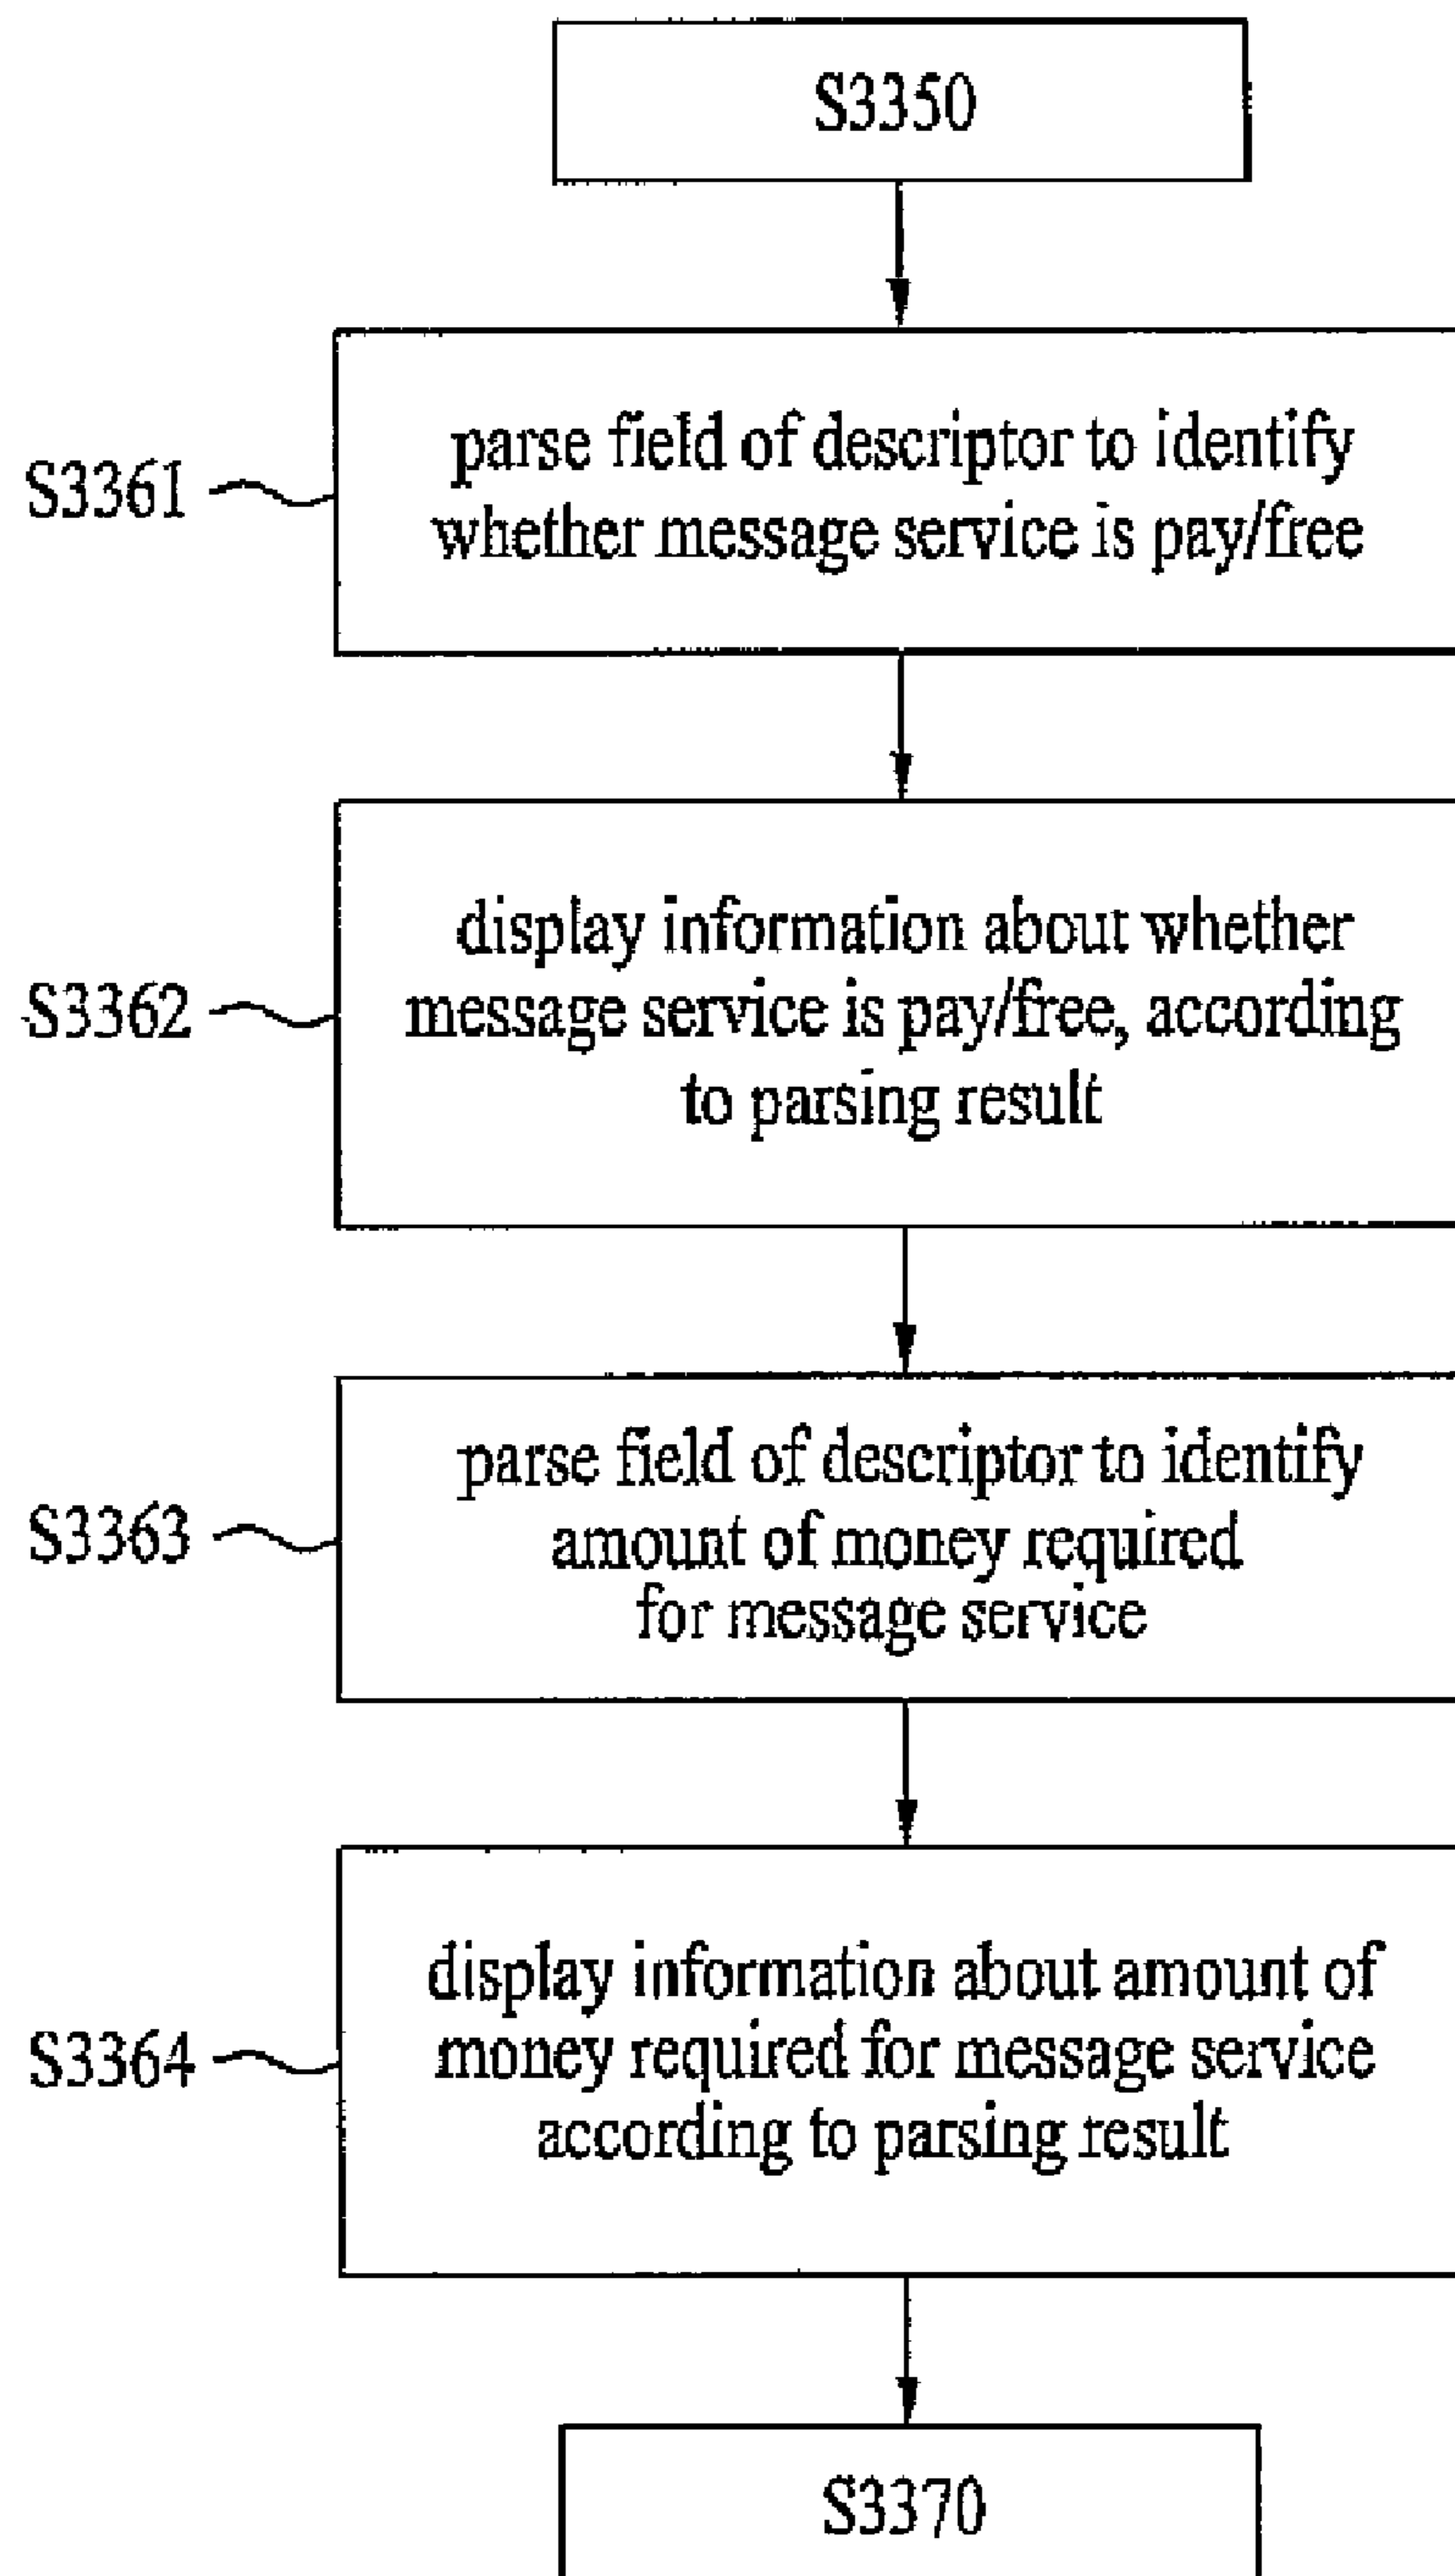 S3350
parse field of descriptor to identify
whether message service is pay/free
S3361
display information about whether
message service is pay/free, according
to parsing result
S3362
parse field of descriptor to identify
amount of money required
for message service
S3363
display information about amount of
money required for message service
according to parsing result
S3364
S3370